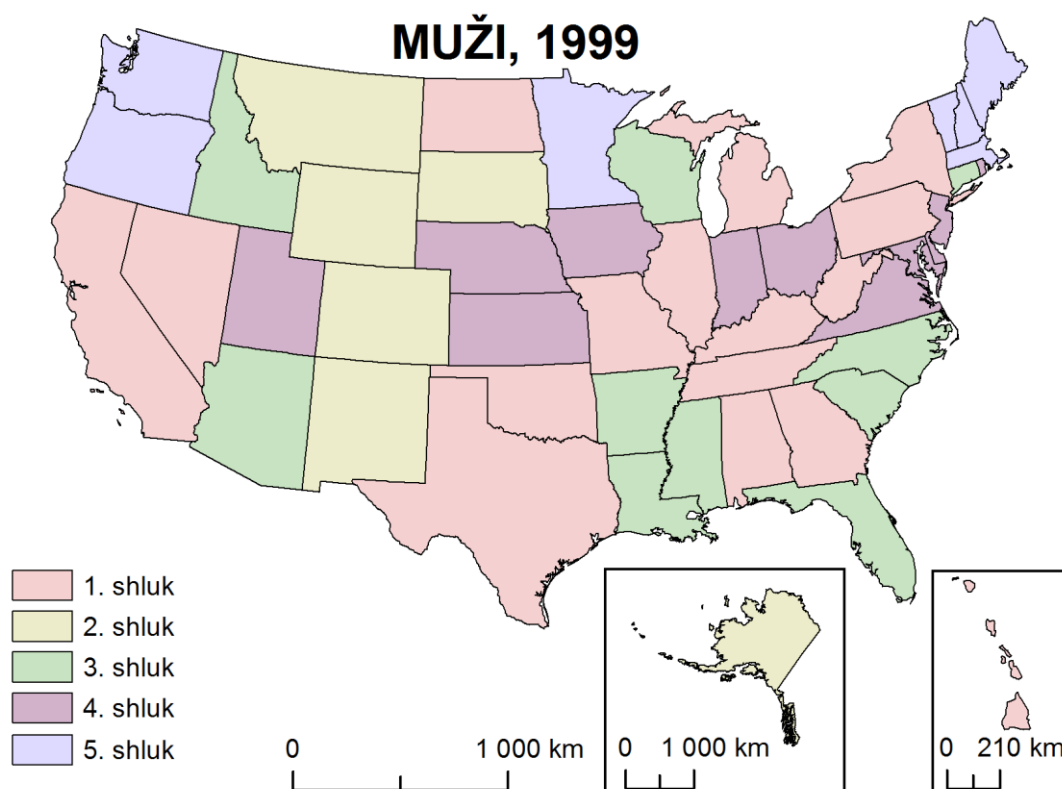 MUŽI, 1999
1. shluk
2. shluk
3. shluk
4. shluk
5. shluk
0 1 000 km
0 1 000 km
0 210 km